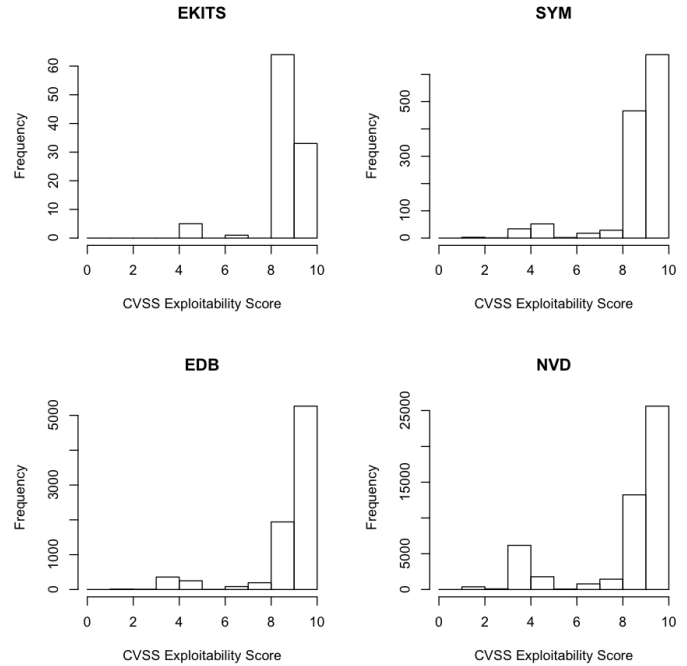 EKITS
Frequency
60
50
40
30
20
10
0
0 2 4 6 8 10
CVSS Exploitability Score
SYM
Frequency
500
300
100
0
0 2 4 6 8 10
CVSS Exploitability Score
EDB
Frequency
5000
3000
1000
0
0 2 4 6 8 10
CVSS Exploitability Score
NVD
Frequency
25000
15000
5000
0
0 2 4 6 8 10
CVSS Exploitability Score